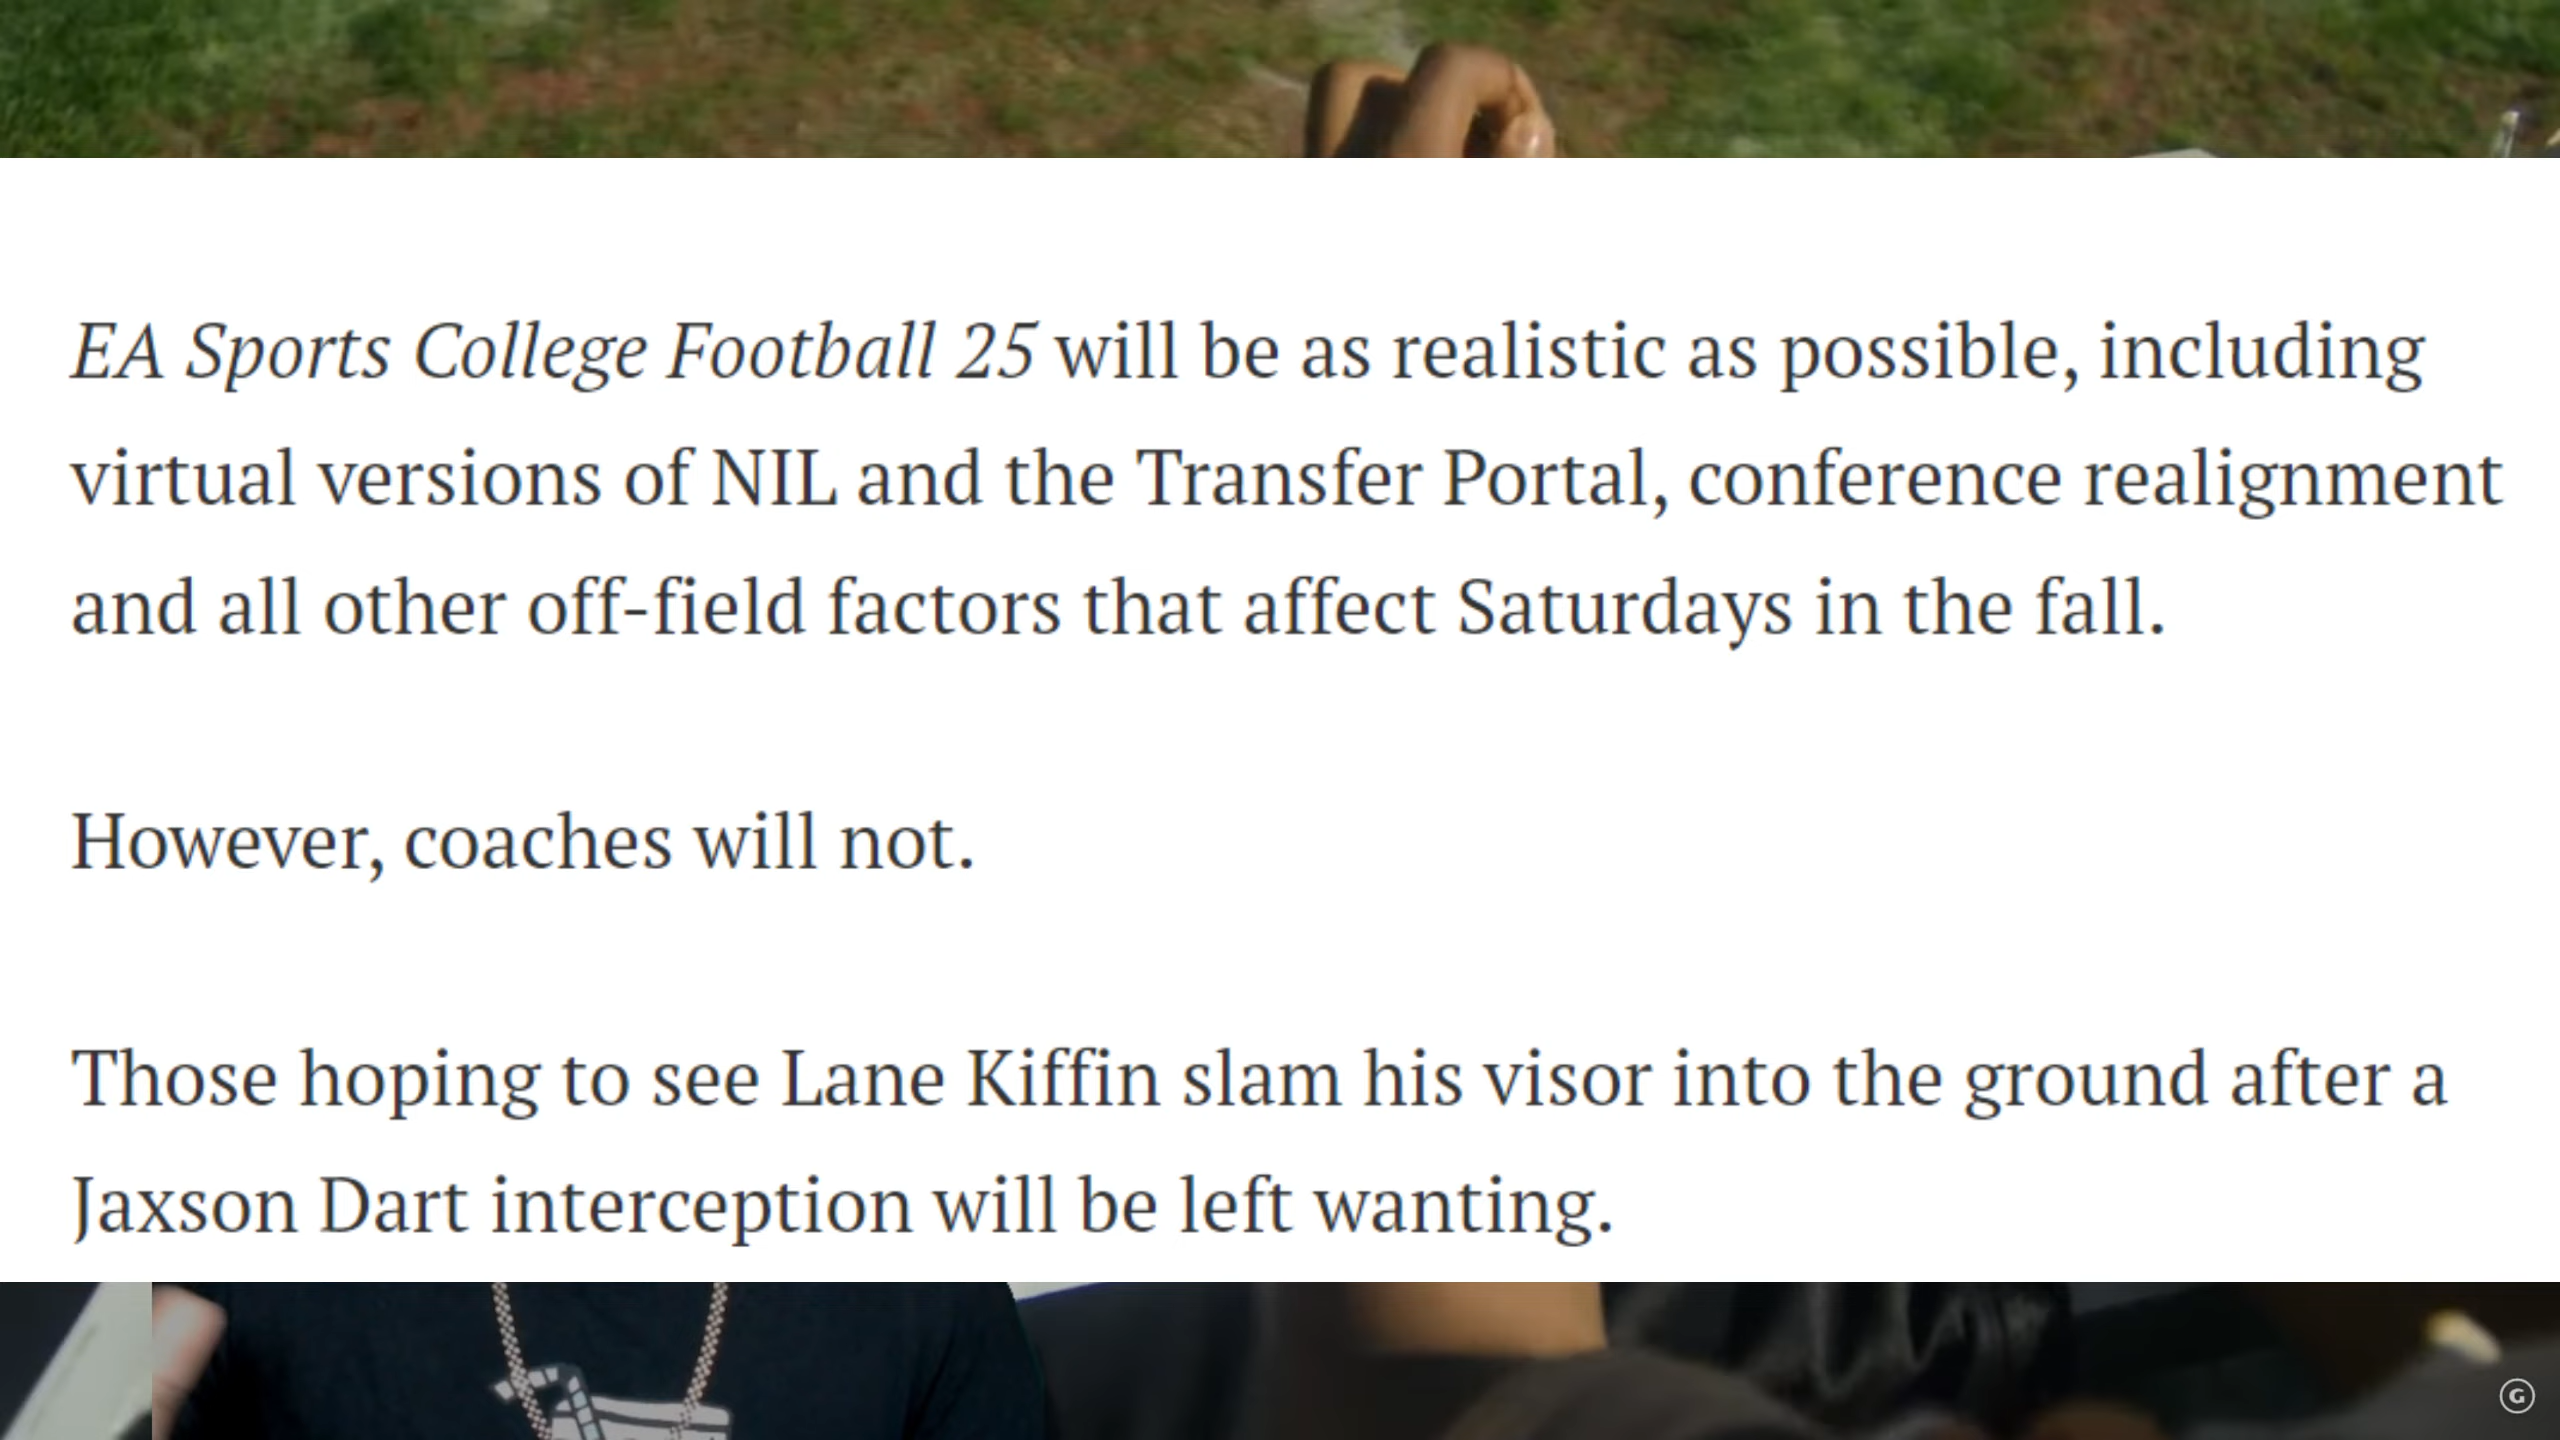 EA Sports College Football 25 will be as realistic as possible, including
virtual versions of NIL and the Transfer Portal, conference realignment
and all other off-field factors that affect Saturdays in the fall.
However, coaches will not.
Those hoping to see Lane Kiffin slam his visor into the ground after a
Jaxson Dart interception will be left wanting.
G